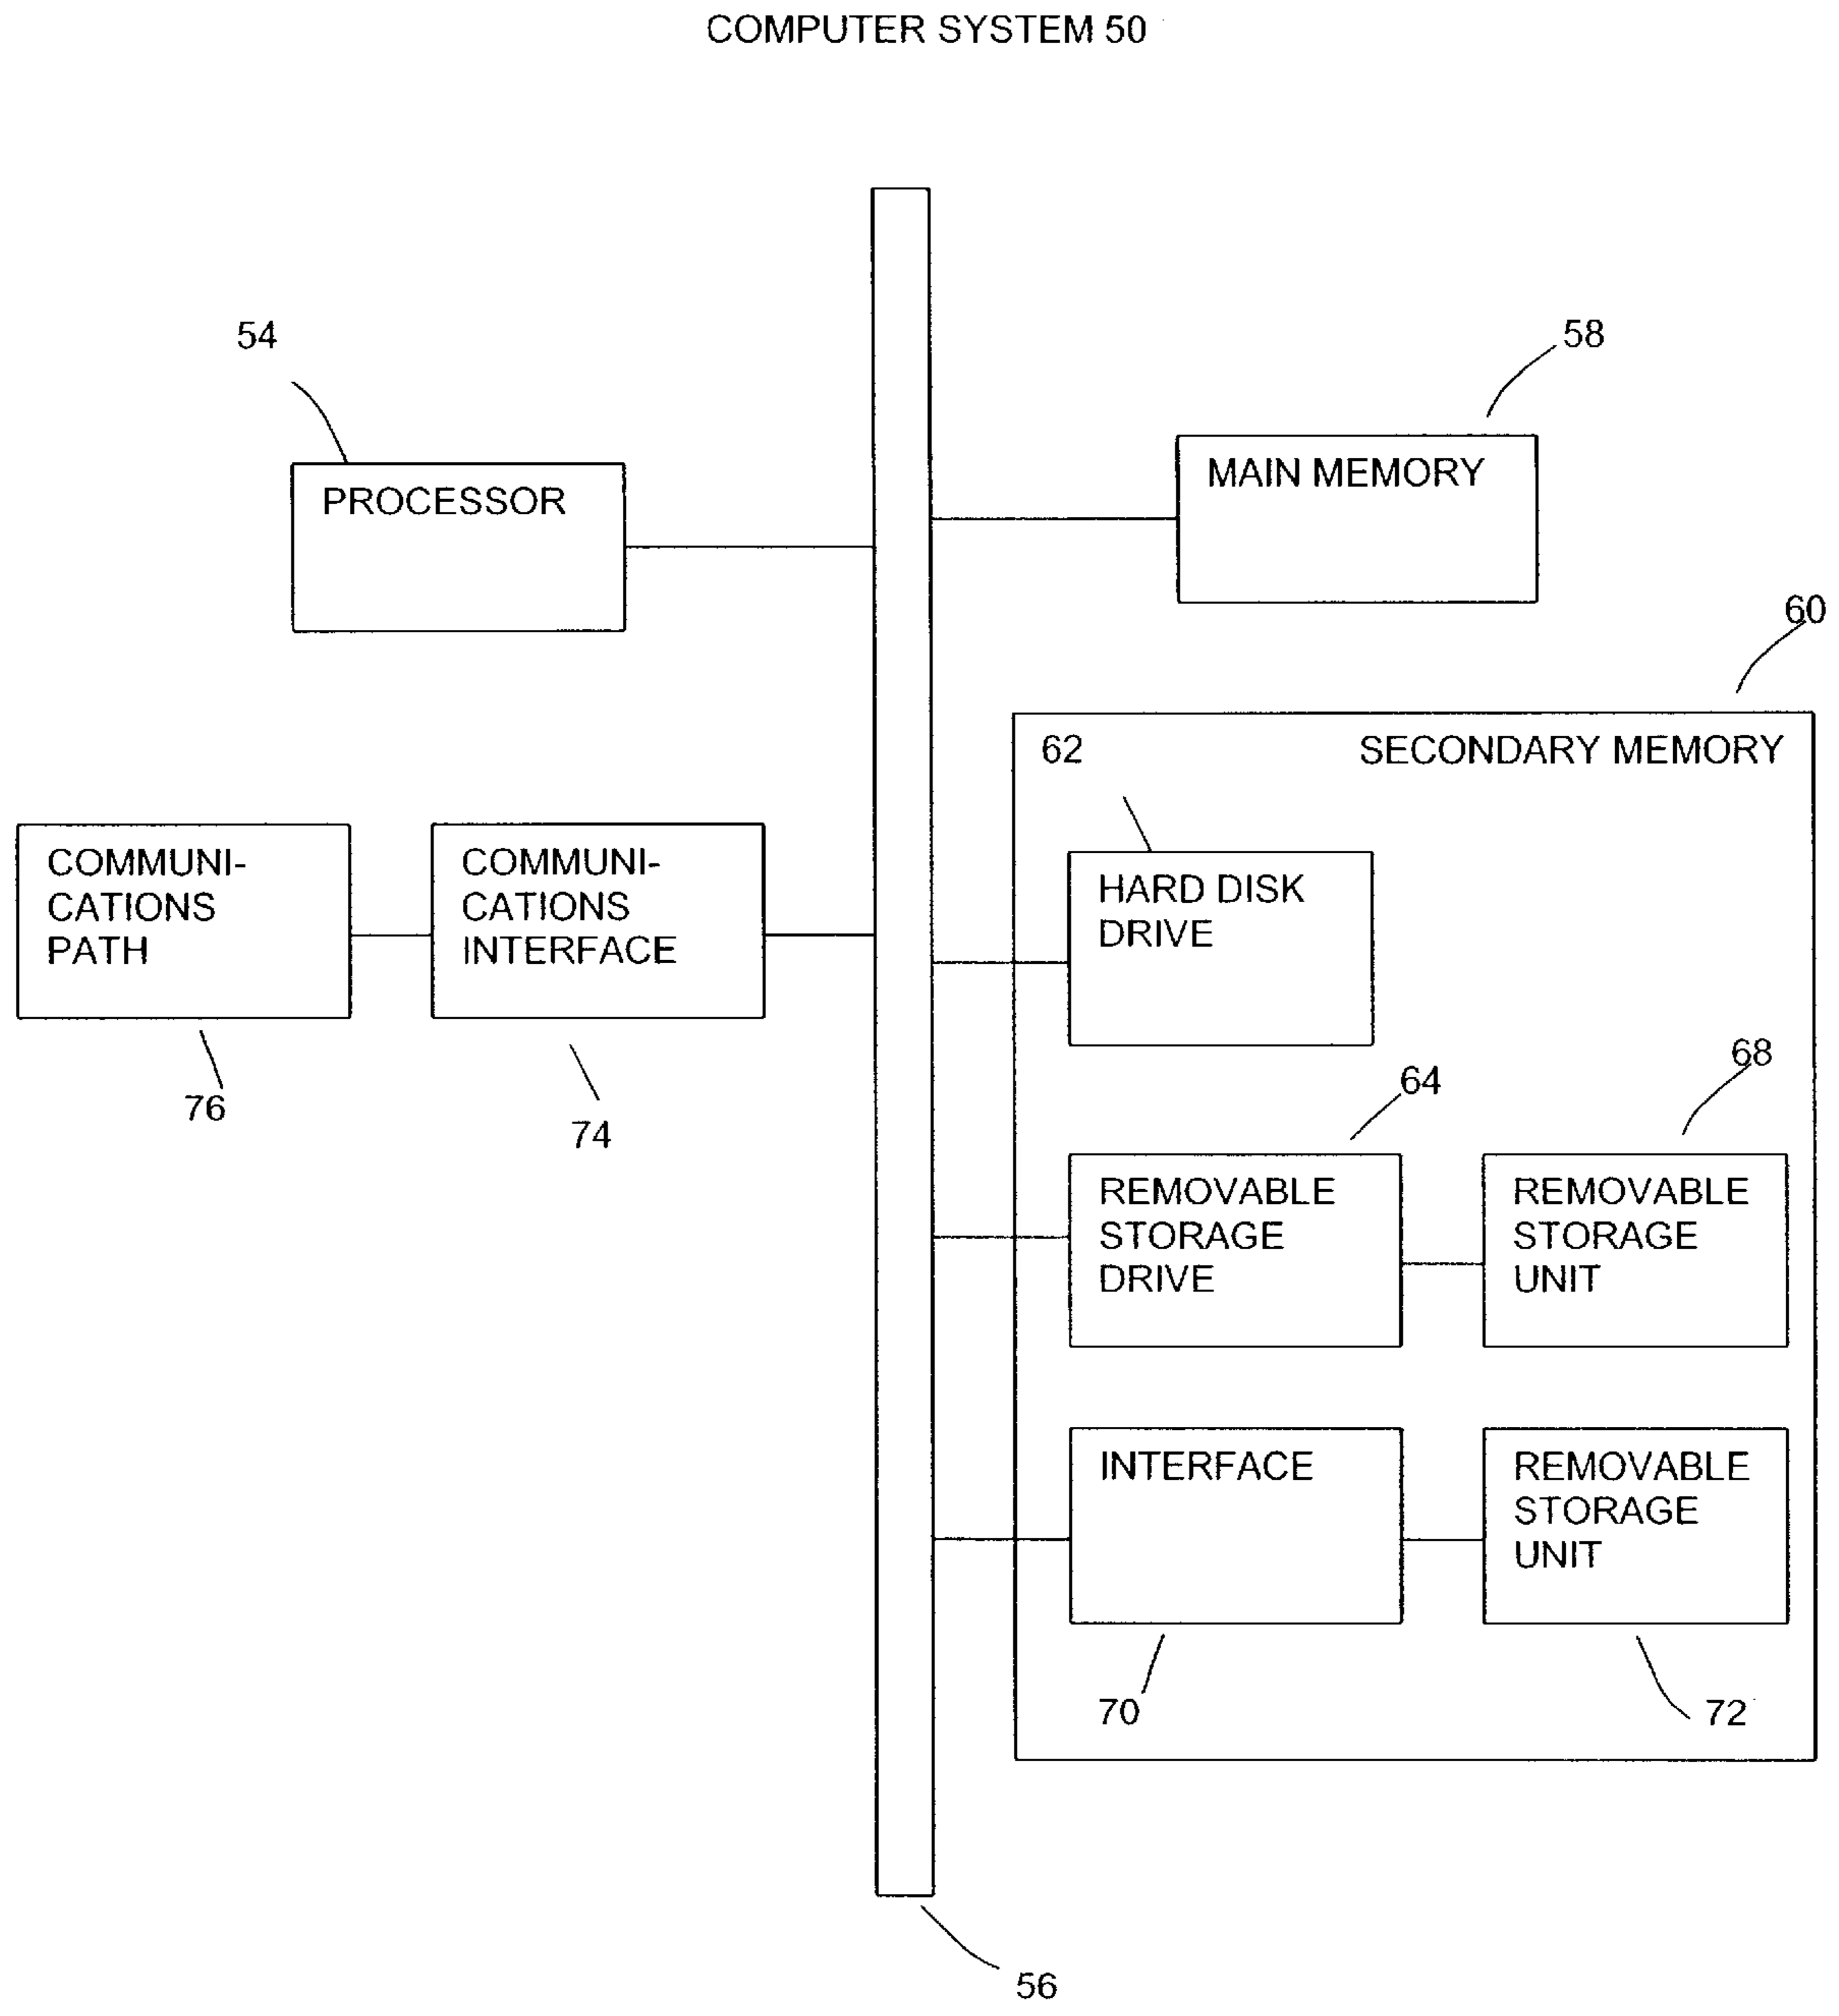 COMPUTER SYSTEM 50
54
58
PROCESSOR
MAIN MEMORY
60
62
SECONDARY MEMORY
COMMUNI-
CATIONS
PATH
COMMUNI-
CATIONS
INTERFACE
HARD DISK
DRIVE
76
74
64
68
REMOVABLE
STORAGE
DRIVE
REMOVABLE
STORAGE
UNIT
INTERFACE
REMOVABLE
STORAGE
UNIT
70
72
56